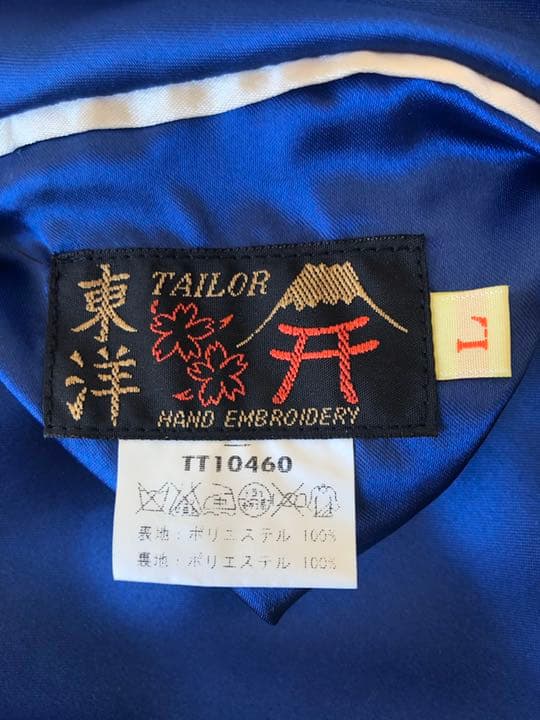 東洋
TAILOR
HAND EMBROIDERY
L
TT10460
表地：ポリエステル 100%
裏地：ポリエステル 100%